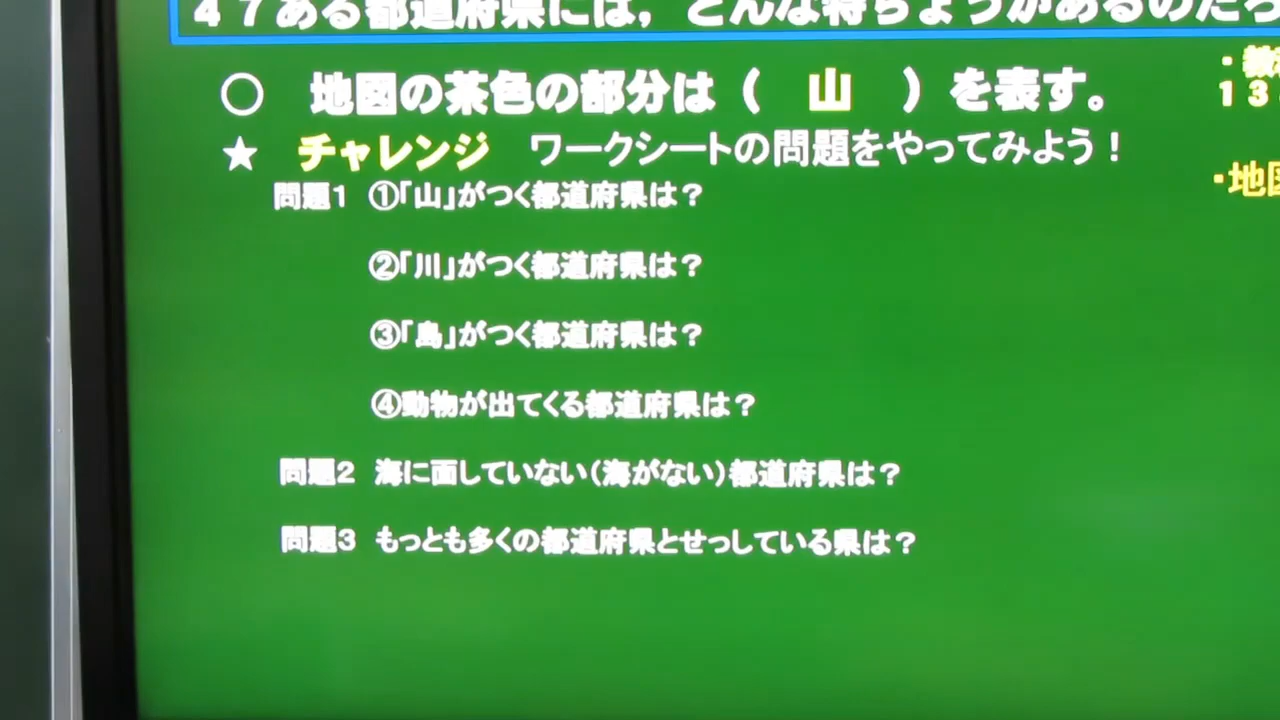 ４７ある都道府県には，どんな特ちょうがあるのだろ
○ 地図の茶色の部分は（ 山 ）を表す。
★ チャレンジ ワークシートの問題をやってみよう！
問題1 ①「山」がつく都道府県は？
②「川」がつく都道府県は？
③「島」がつく都道府県は？
④動物が出てくる都道府県は？
問題2 海に面していない（海がない）都道府県は？
問題3 もっとも多くの都道府県とせっしている県は？
・教
１３
・地図